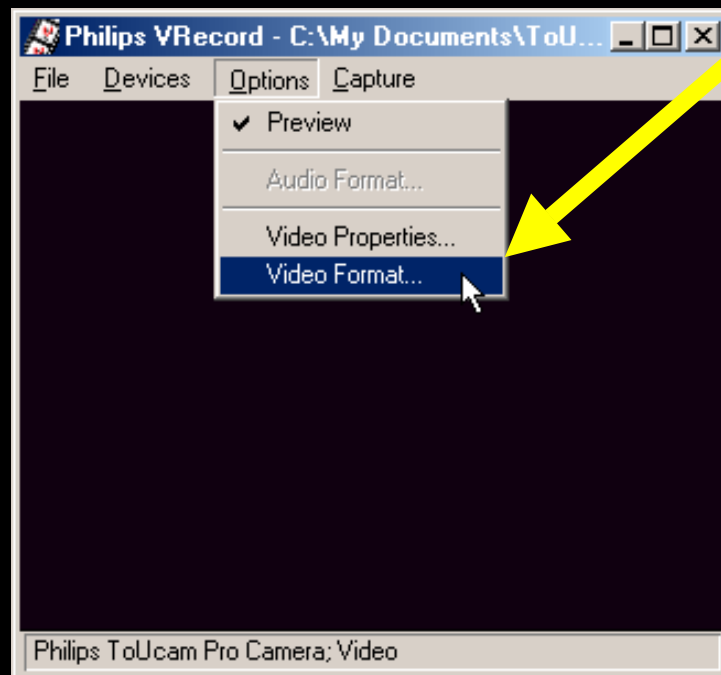 Philips VRecord - C:\My Documents\ToU...
File Devices Options Capture
Preview
Audio Format...
Video Properties...
Video Format...
Philips ToUcam Pro Camera; Video